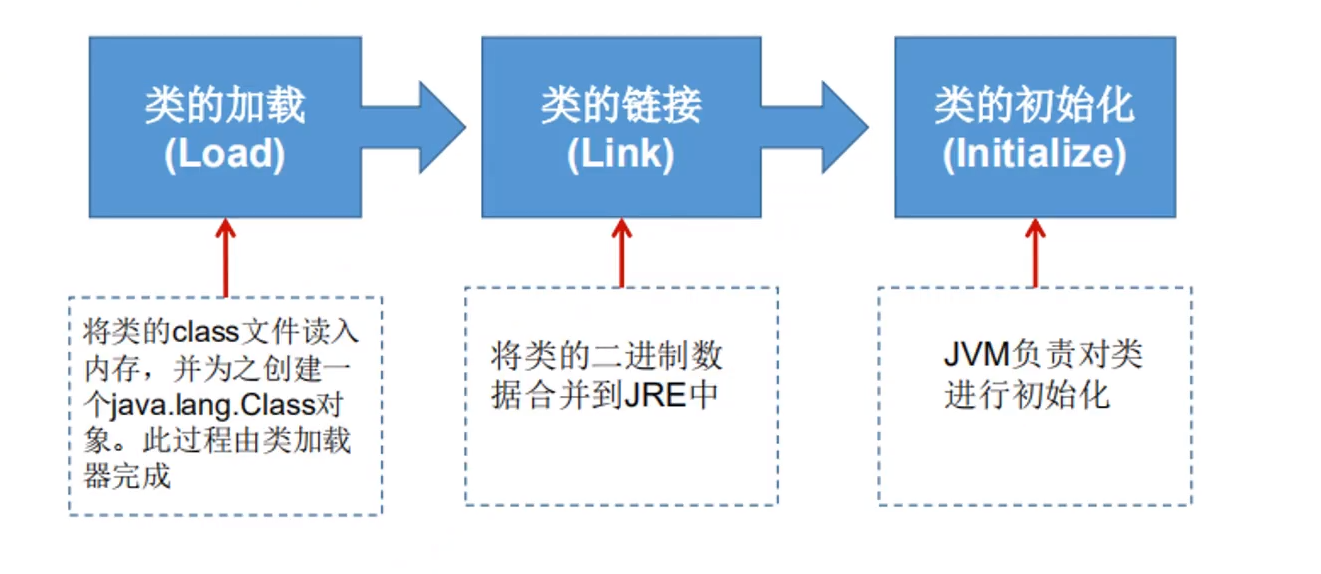 类的加载
(Load)
类的链接
(Link)
类的初始化
(Initialize)
将类的class文件读入
内存，并为之创建一
个java.lang.Class对
象。此过程由类加载
器完成
将类的二进制数
据合并到JRE中
JVM负责对类
进行初始化